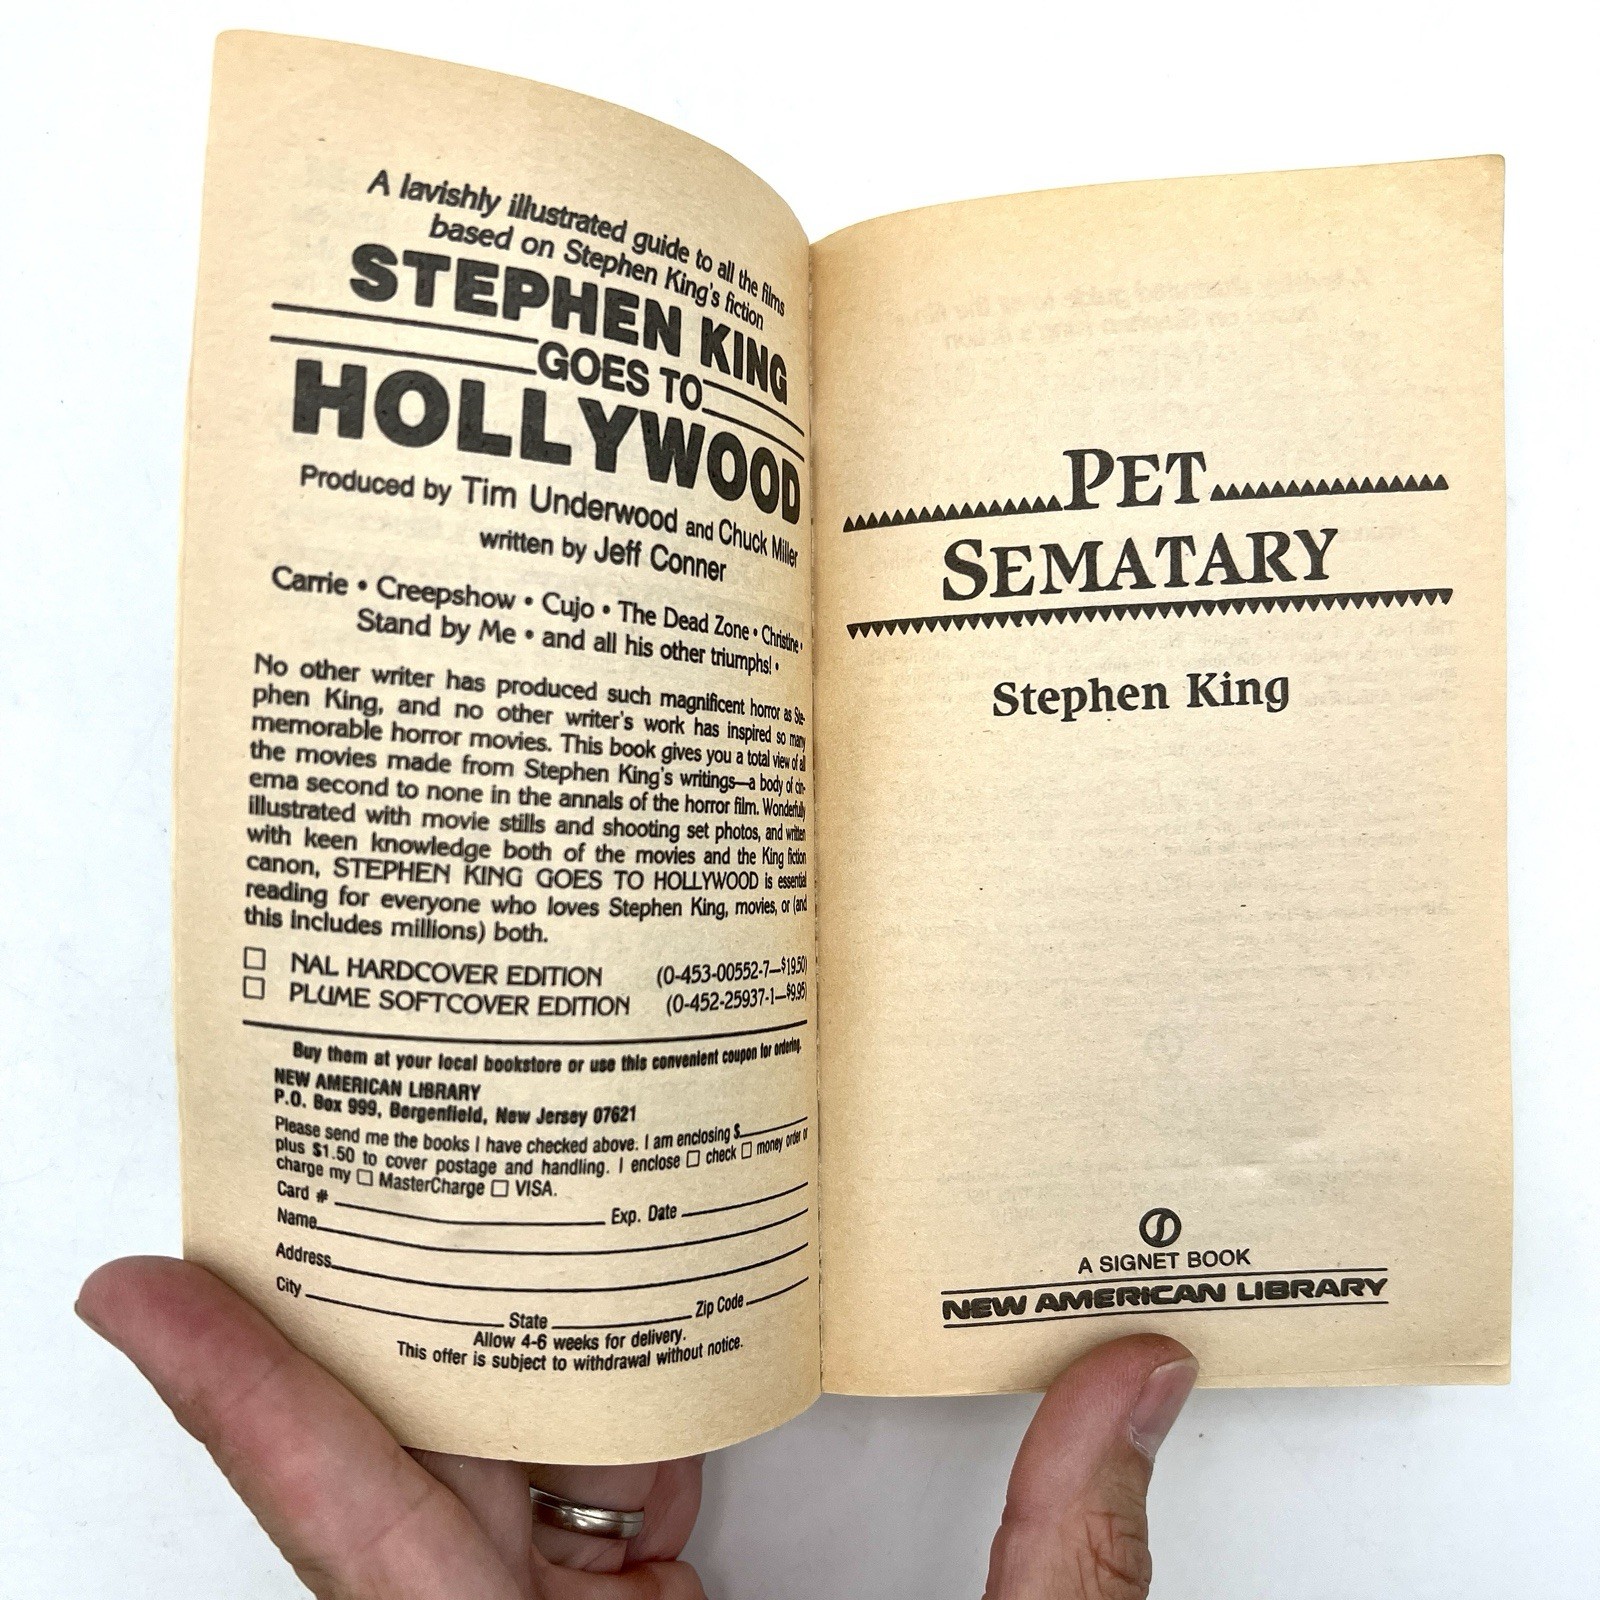 A lavishly illustrated guide to all the films
based on Stephen King's fiction
STEPHEN KING
GOES TO
HOLLYWOOD
Produced by Tim Underwood and Chuck Miller
written by Jeff Conner
Carrie • Creepshow • Cujo • The Dead Zone • Christine •
Stand by Me • and all his other triumphs! •
No other writer has produced such magnificent horror as Ste-
phen King, and no other writer's work has inspired so many
memorable horror movies. This book gives you a total view of all
the movies made from Stephen King's writings—a body of cin-
ema second to none in the annals of the horror film. Wonderfully
illustrated with movie stills and shooting set photos, and written
with keen knowledge both of the movies and the King fiction
canon, STEPHEN KING GOES TO HOLLYWOOD is essential
reading for everyone who loves Stephen King, movies, or (and
this includes millions) both.
☐ NAL HARDCOVER EDITION (0-453-00552-7—$19.50)
☐ PLUME SOFTCOVER EDITION (0-452-25937-1—$9.95)
Buy them at your local bookstore or use this convenient coupon for ordering.
NEW AMERICAN LIBRARY
P.O. Box 999, Bergenfield, New Jersey 07621
Please send me the books I have checked above. I am enclosing $
plus $1.50 to cover postage and handling. I enclose ☐ check ☐ money order or
charge my ☐ MasterCharge ☐ VISA.
Card # Exp. Date
Name
Address
City State Zip Code
Allow 4-6 weeks for delivery.
This offer is subject to withdrawal without notice.
PET
SEMATARY
Stephen King
A SIGNET BOOK
NEW AMERICAN LIBRARY